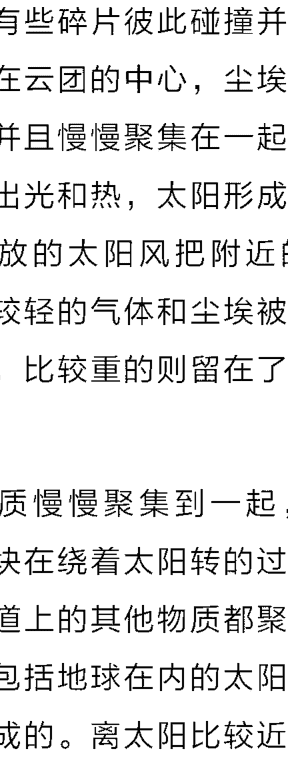 有些碎片彼此碰撞并
在云团的中心，尘埃
并且慢慢聚集在一起
出光和热，太阳形成
放的太阳风把附近的
较轻的气体和尘埃被
，比较重的则留在了
质慢慢聚集到一起，
块在绕着太阳转的过
道上的其他物质都聚
包括地球在内的太阳
成的。离太阳比较近